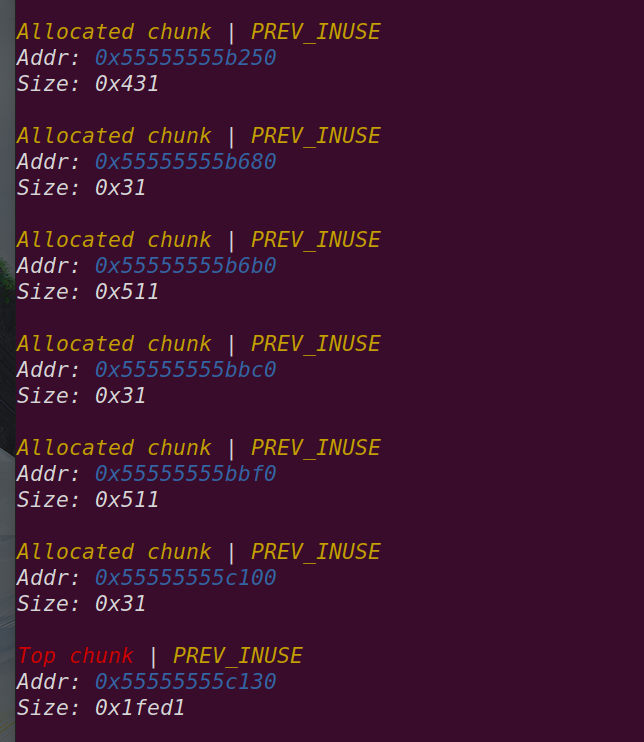 Allocated chunk | PREV_INUSE
Addr: 0x55555555b250
Size: 0x431
Allocated chunk | PREV_INUSE
Addr: 0x55555555b680
Size: 0x31
Allocated chunk | PREV_INUSE
Addr: 0x55555555b6b0
Size: 0x511
Allocated chunk | PREV_INUSE
Addr: 0x55555555bbc0
Size: 0x31
Allocated chunk | PREV_INUSE
Addr: 0x55555555bbf0
Size: 0x511
Allocated chunk | PREV_INUSE
Addr: 0x55555555c100
Size: 0x31
Top chunk | PREV_INUSE
Addr: 0x55555555c130
Size: 0x1fed1